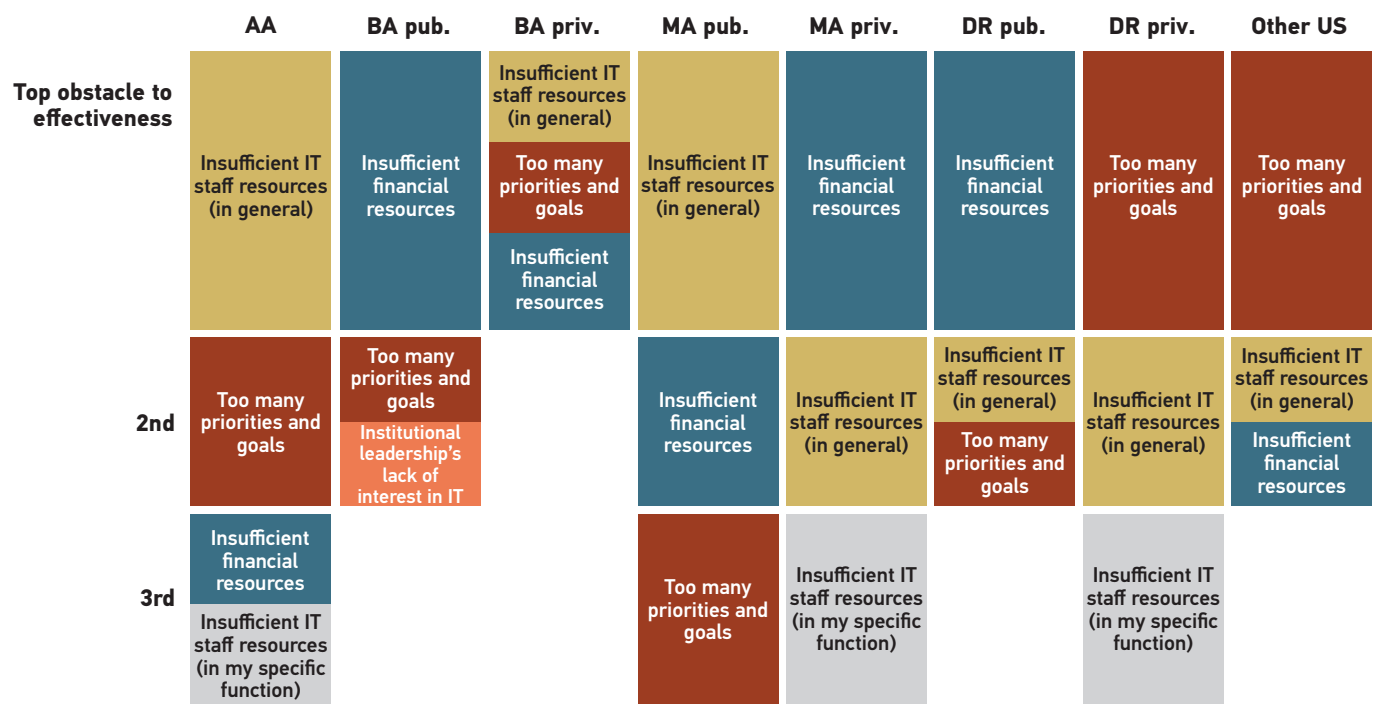 AA BA pub. BA priv. MA pub. MA priv. DR pub. DR priv. Other US
Top obstacle to
effectiveness
Insufficient IT
staff resources
(in general)
Insufficient
financial
resources
Insufficient IT
staff resources
(in general)
Too many
priorities and
goals
Insufficient
financial
resources
Insufficient IT
staff resources
(in general)
Insufficient
financial
resources
Insufficient
financial
resources
Too many
priorities and
goals
Too many
priorities and
goals
2nd
Too many
priorities and
goals
Too many
priorities and
goals
Institutional
leadership's
lack of
interest in IT
Insufficient
financial
resources
Insufficient IT
staff resources
(in general)
Insufficient IT
staff resources
(in general)
Too many
priorities and
goals
Insufficient IT
staff resources
(in general)
Insufficient IT
staff resources
(in general)
Insufficient
financial
resources
3rd
Insufficient
financial
resources
Insufficient IT
staff resources
(in my specific
function)
Too many
priorities and
goals
Insufficient IT
staff resources
(in my specific
function)
Insufficient IT
staff resources
(in my specific
function)